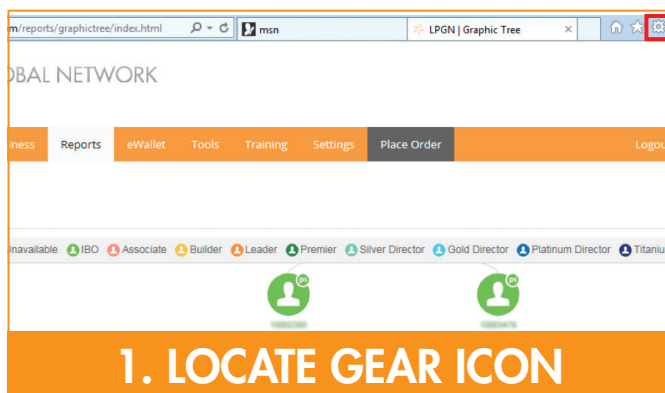 m/reports/graphictree/index.html msn LPGN | Graphic Tree
OBAL NETWORK
iness Reports eWallet Tools Training Settings Place Order Logou
Unavailable IBO Associate Builder Leader Premier Silver Director Gold Director Platinum Director Titaniu
ps ps
1. LOCATE GEAR ICON